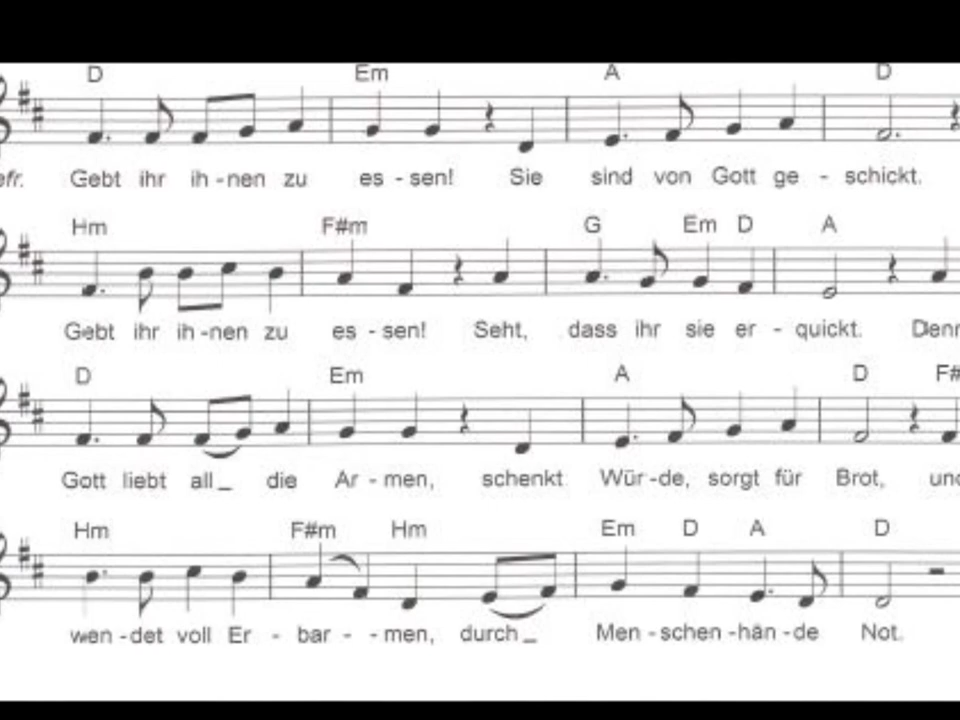 D Em A D
efr. Gebt ihr ih - nen zu es - sen! Sie sind von Gott ge - schickt.
Hm F#m G Em D A
Gebt ihr ih - nen zu es - sen! Seht, dass ihr sie er - quickt. Denn
D Em A D F#
Gott liebt all_ die Ar - men, schenkt Wür - de, sorgt für Brot, und
Hm F#m Hm Em D A D
wen - det voll Er - bar - - men, durch_ Men - schen - hän - de Not.